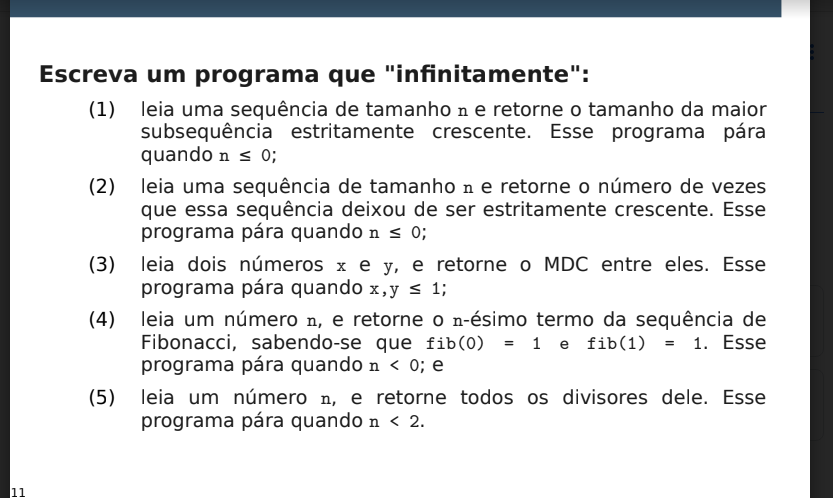 Escreva um programa que "infinitamente":
(1) leia uma sequência de tamanho n e retorne o tamanho da maior
subsequência estritamente crescente. Esse programa pára
quando n ≤ 0;
(2) leia uma sequência de tamanho n e retorne o número de vezes
que essa sequência deixou de ser estritamente crescente. Esse
programa pára quando n ≤ 0;
(3) leia dois números x e y, e retorne o MDC entre eles. Esse
programa pára quando x,y ≤ 1;
(4) leia um número n, e retorne o n-ésimo termo da sequência de
Fibonacci, sabendo-se que fib(0) = 1 e fib(1) = 1. Esse
programa pára quando n < 0; e
(5) leia um número n, e retorne todos os divisores dele. Esse
programa pára quando n < 2.
11